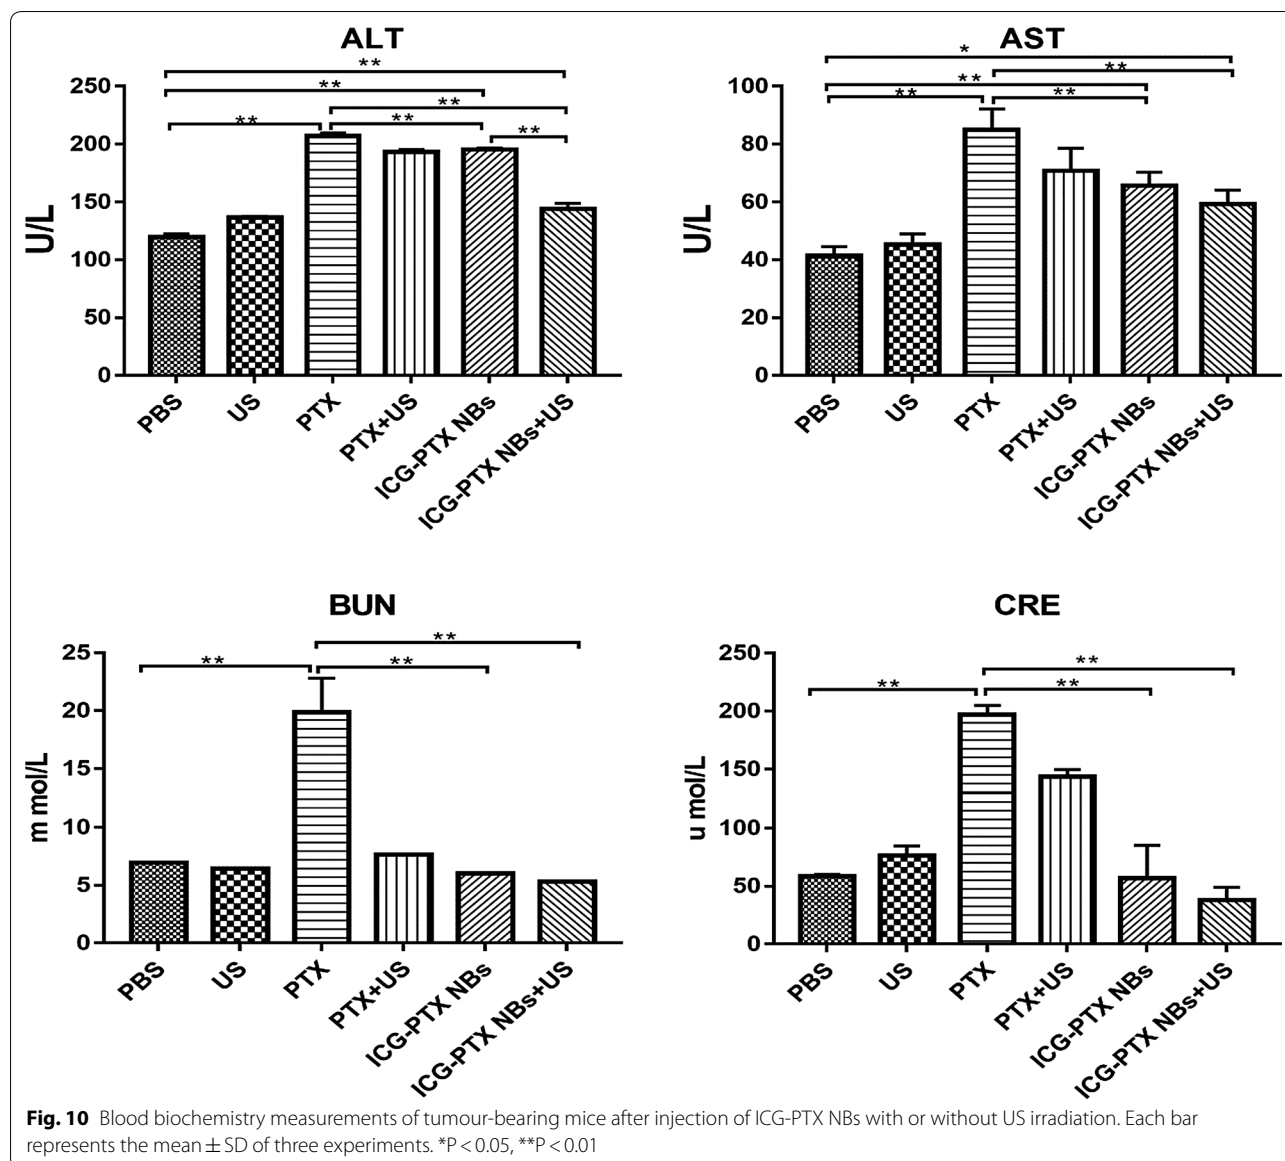 ALT
**
**
**
**
**
**
250
200
150
100
50
0
U/L
PBS
US
PTX
PTX+US
ICG-PTX NBs
ICG-PTX NBs+US
AST
*
**
**
**
**
100
80
60
40
20
0
U/L
PBS
US
PTX
PTX+US
ICG-PTX NBs
ICG-PTX NBs+US
BUN
**
**
**
25
20
15
10
5
0
m mol/L
PBS
US
PTX
PTX+US
ICG-PTX NBs
ICG-PTX NBs+US
CRE
**
**
**
250
200
150
100
50
0
u mol/L
PBS
US
PTX
PTX+US
ICG-PTX NBs
ICG-PTX NBs+US
Fig. 10 Blood biochemistry measurements of tumour-bearing mice after injection of ICG-PTX NBs with or without US irradiation. Each bar
represents the mean ± SD of three experiments. *P < 0.05, **P < 0.01